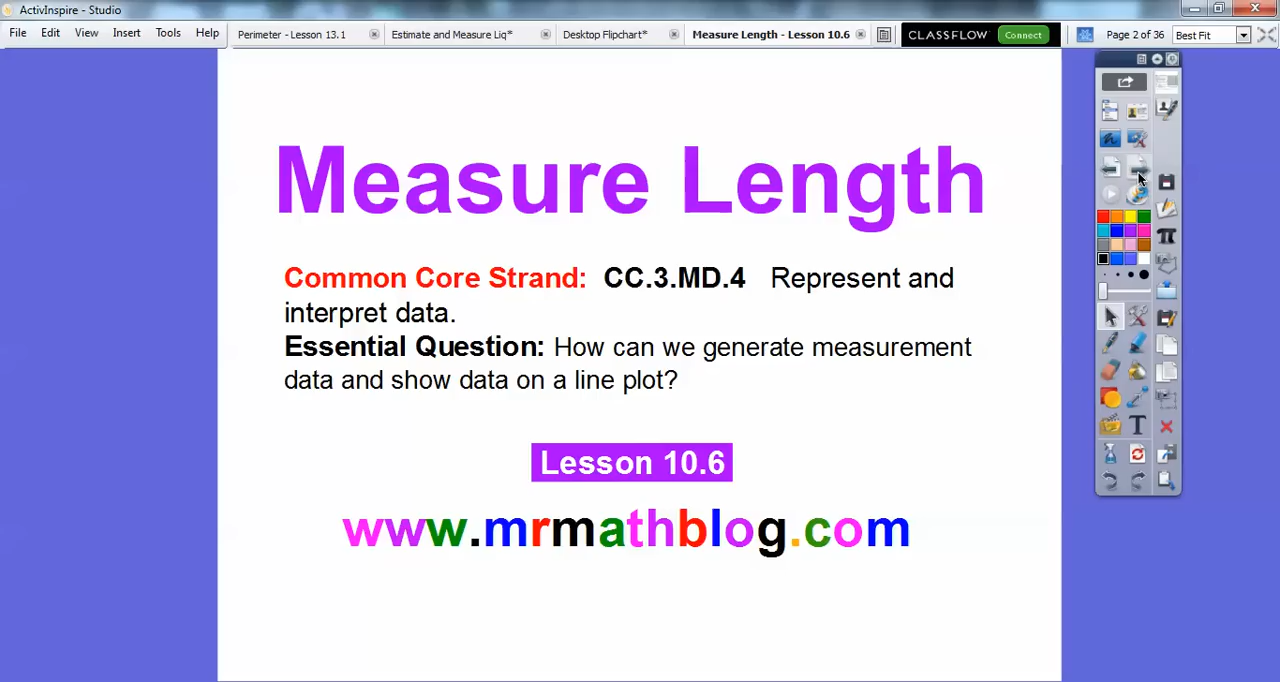 ActivInspire - Studio
File Edit View Insert Tools Help Perimeter - Lesson 13.1 Estimate and Measure Liq* Desktop Flipchart* Measure Length - Lesson 10.6 CLASSFLOW Connect Page 2 of 36 Best Fit
Measure Length
Common Core Strand: CC.3.MD.4 Represent and
interpret data.
Essential Question: How can we generate measurement
data and show data on a line plot?
Lesson 10.6
www.mrmathblog.com